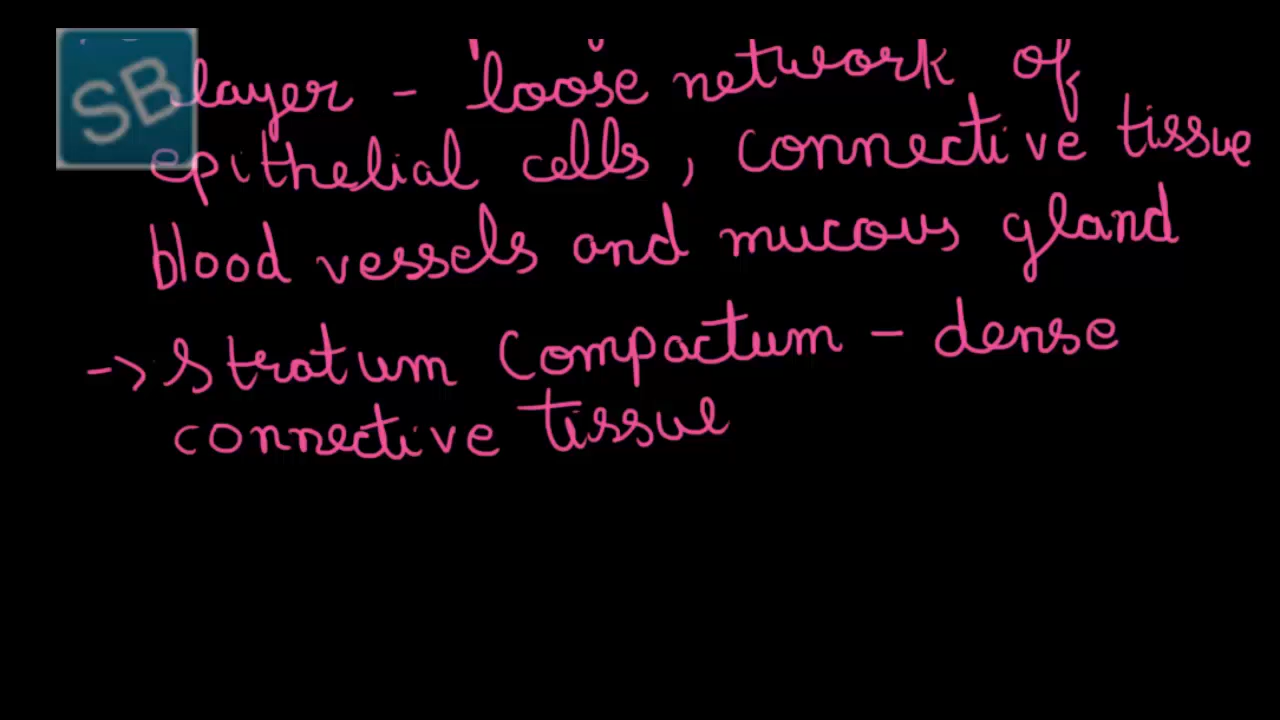 SB
layer - loose network of
epithelial cells, connective tissue
blood vessels and mucous gland
-> Stratum Compactum - dense
connective tissue